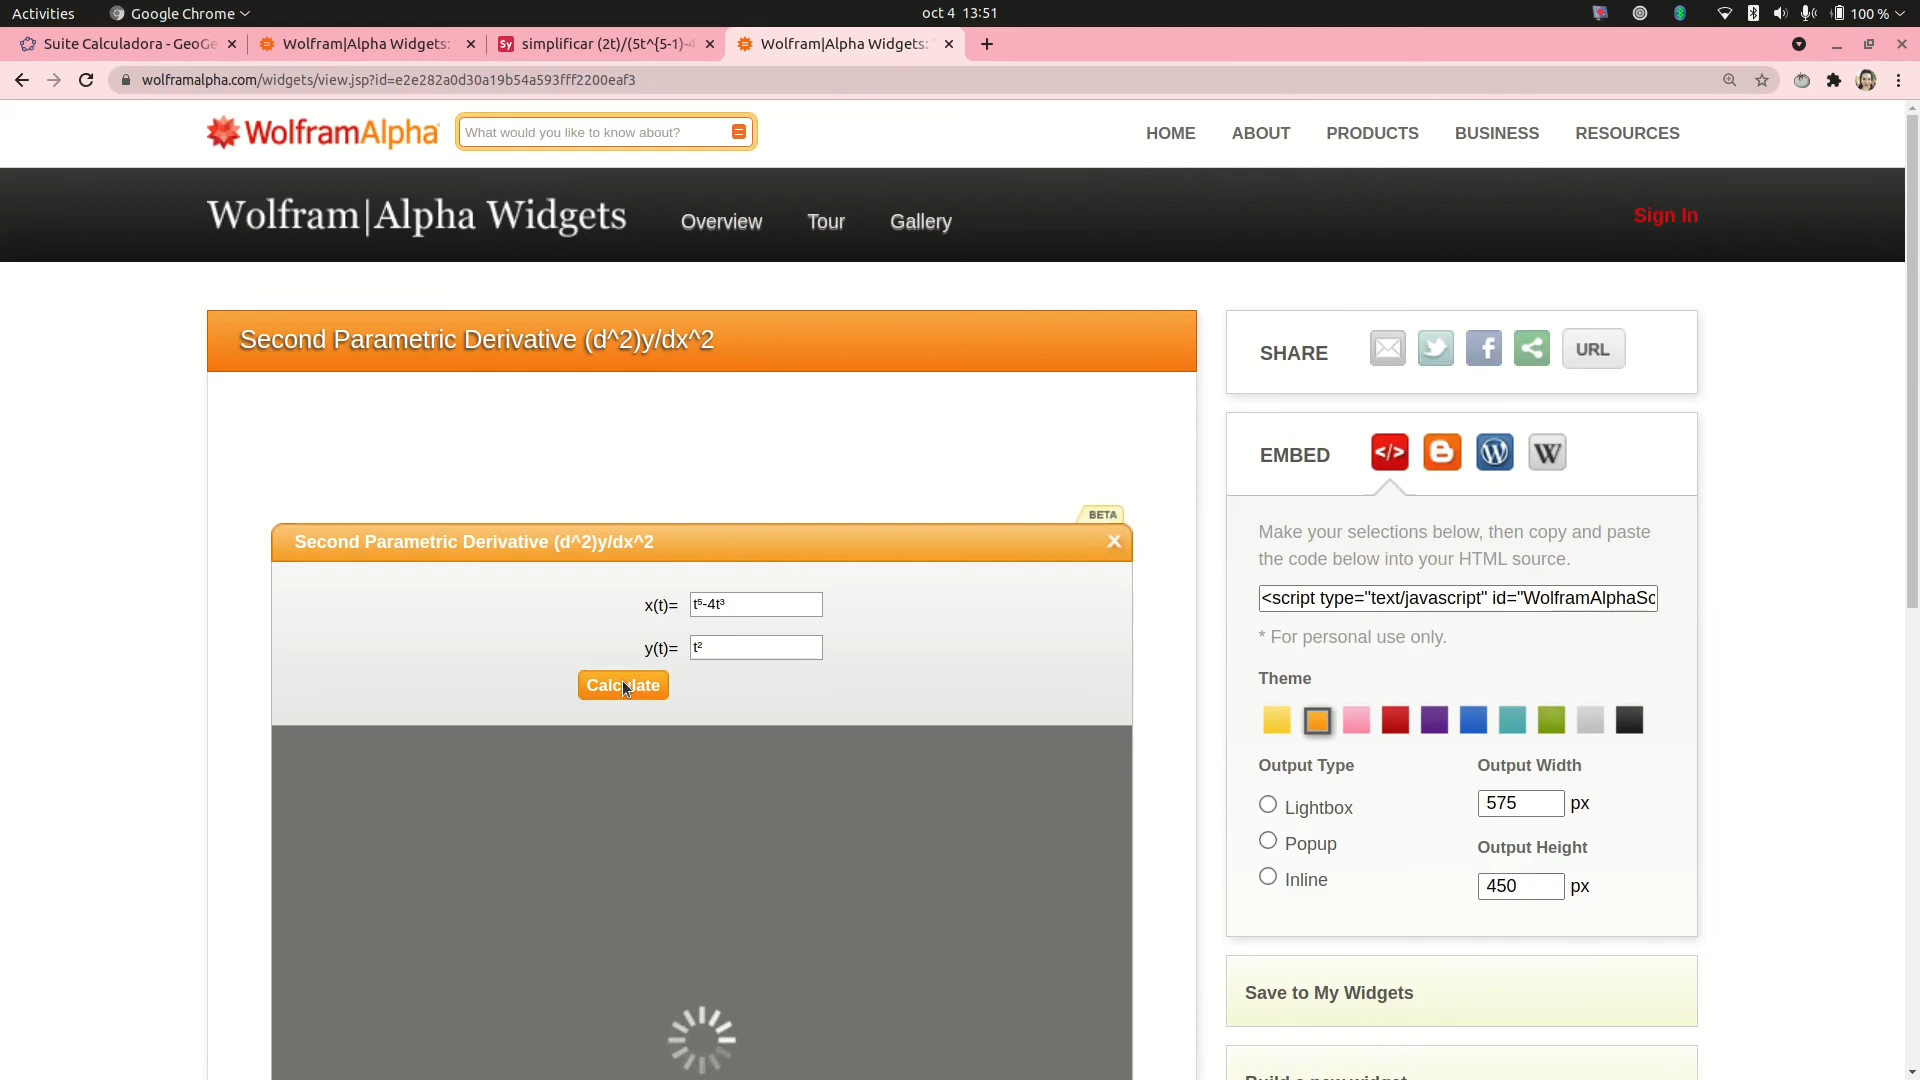 Activities
Google Chrome
oct 4 13:51
100 %
Suite Calculadora - GeoGe
Wolfram|Alpha Widgets:
Sy
simplificar (2t)/(5t^{5-1}-4
Wolfram|Alpha Widgets:
wolframalpha.com/widgets/view.jsp?id=e2e282a0d30a19b54a593fff2200eaf3
WolframAlpha
What would you like to know about?
HOME
ABOUT
PRODUCTS
BUSINESS
RESOURCES
Wolfram|Alpha Widgets
Overview
Tour
Gallery
Sign In
Second Parametric Derivative (d^2)y/dx^2
BETA
Second Parametric Derivative (d^2)y/dx^2
x(t)= t⁵-4t³
y(t)= t²
Calculate
SHARE
URL
EMBED
Make your selections below, then copy and paste
the code below into your HTML source.
<script type="text/javascript" id="WolframAlphaSc
* For personal use only.
Theme
Output Type
Lightbox
Popup
Inline
Output Width
575 px
Output Height
450 px
Save to My Widgets
Build a new widget